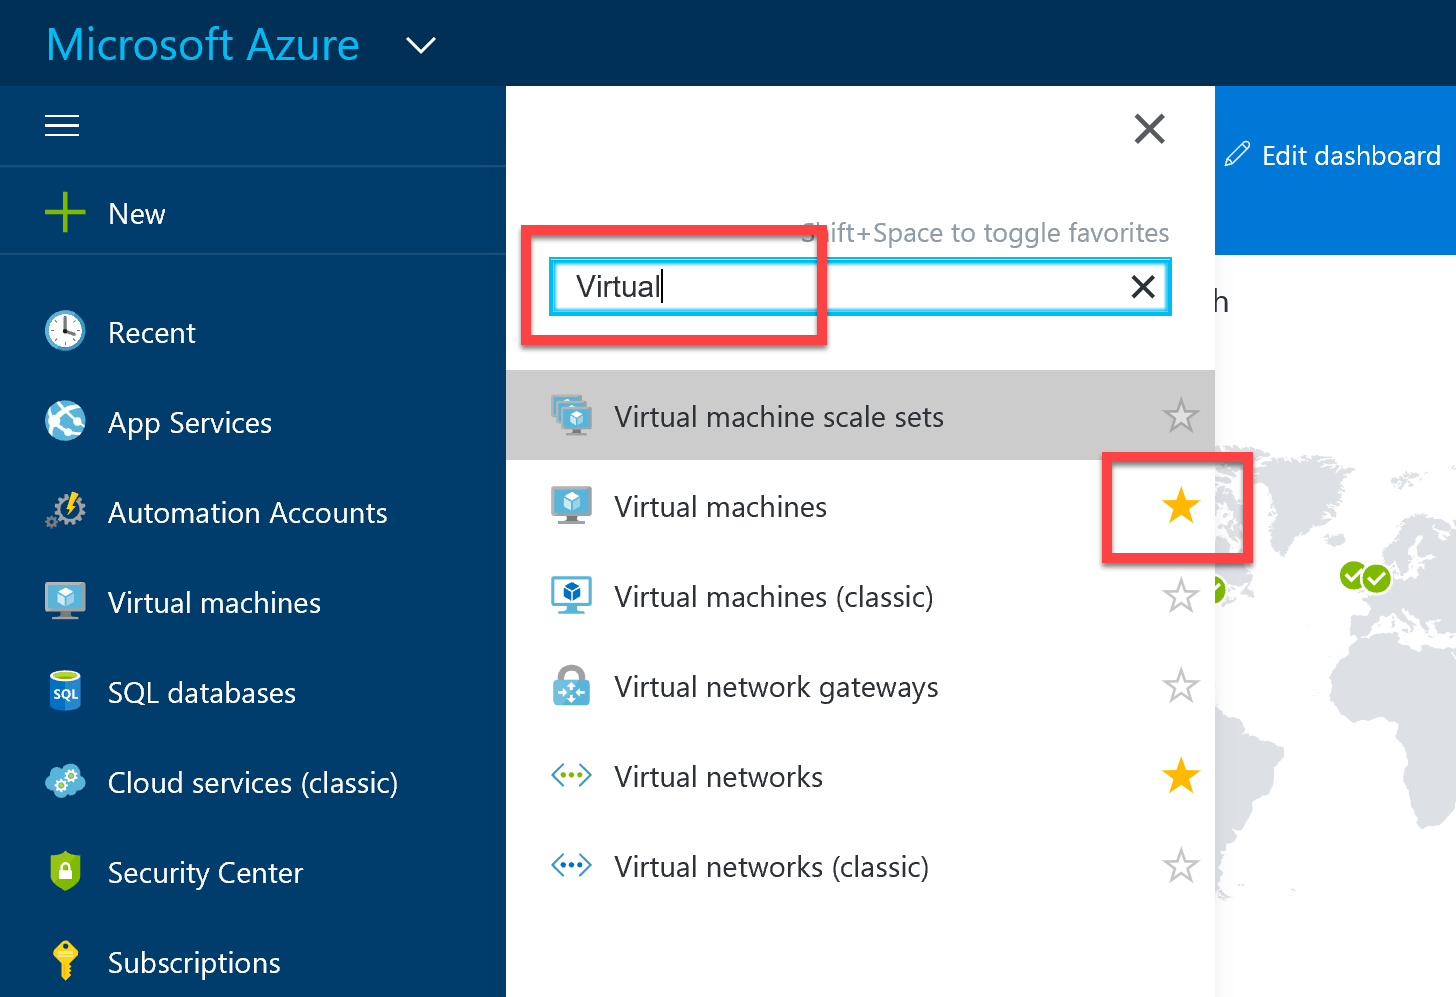 Microsoft Azure
Edit dashboard
New
Shift+Space to toggle favorites
Virtual
h
Recent
App Services
Automation Accounts
Virtual machines
SQL databases
SQL
Cloud services (classic)
Security Center
Subscriptions
Virtual machine scale sets
Virtual machines
Virtual machines (classic)
Virtual network gateways
Virtual networks
Virtual networks (classic)